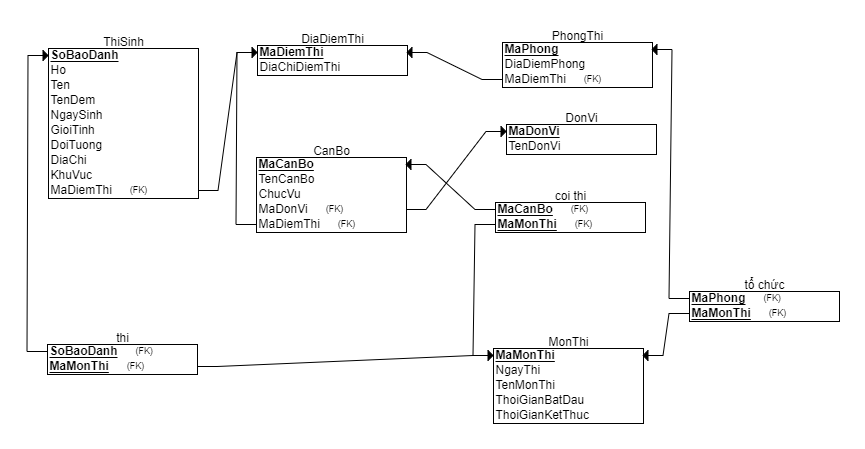 ThiSinh
SoBaoDanh
Ho
Ten
TenDem
NgaySinh
GioiTinh
DoiTuong
DiaChi
KhuVuc
MaDiemThi (FK)
DiaDiemThi
MaDiemThi
DiaChiDiemThi
PhongThi
MaPhong
DiaDiemPhong
MaDiemThi (FK)
DonVi
MaDonVi
TenDonVi
CanBo
MaCanBo
TenCanBo
ChucVu
MaDonVi (FK)
MaDiemThi (FK)
coi thi
MaCanBo (FK)
MaMonThi (FK)
tổ chức
MaPhong (FK)
MaMonThi (FK)
thi
SoBaoDanh (FK)
MaMonThi (FK)
MonThi
MaMonThi
NgayThi
TenMonThi
ThoiGianBatDau
ThoiGianKetThuc